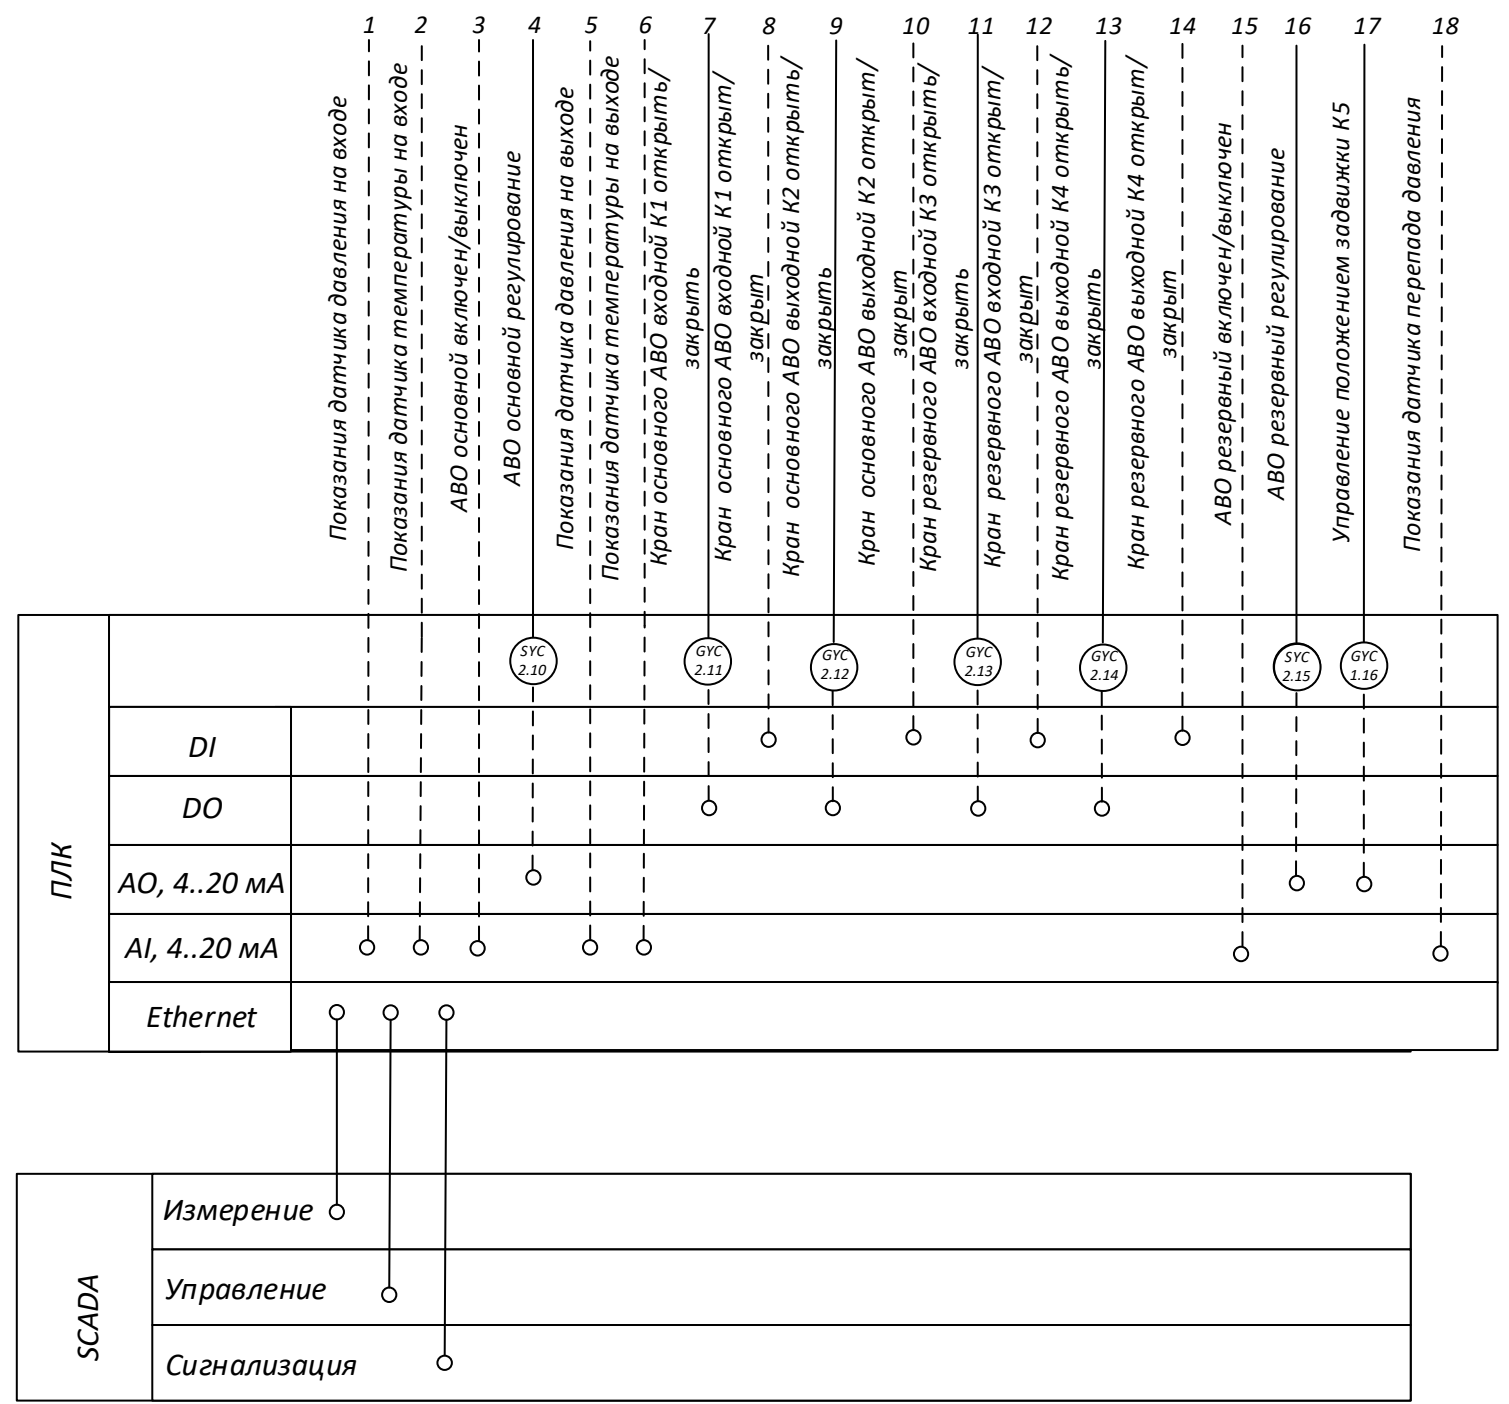 1 2 3 4 5 6 7 8 9 10 11 12 13 14 15 16 17 18
Показания датчика давления на входе
Показания датчика температуры на входе
АВО основной включен/выключен
АВО основной регулирование
Показания датчика давления на выходе
Показания датчика температуры на выходе
Кран основного АВО входной К1 открыть/
закрыть
Кран основного АВО входной К1 открыт/
закрыт
Кран основного АВО выходной К2 открыть/
закрыть
Кран основного АВО выходной К2 открыт/
закрыт
Кран резервного АВО входной К3 открыть/
закрыть
Кран резервного АВО входной К3 открыт/
закрыт
Кран резервного АВО выходной К4 открыть/
закрыть
Кран резервного АВО выходной К4 открыт/
закрыт
АВО резервный включен/выключен
АВО резервный регулирование
Управление положением задвижки К5
Показания датчика перепада давления
SYC
2.10
GYC
2.11
GYC
2.12
GYC
2.13
GYC
2.14
SYC
2.15
GYC
1.16
ПЛК
DI
DO
AO, 4..20 мА
AI, 4..20 мА
Ethernet
SCADA
Измерение
Управление
Сигнализация